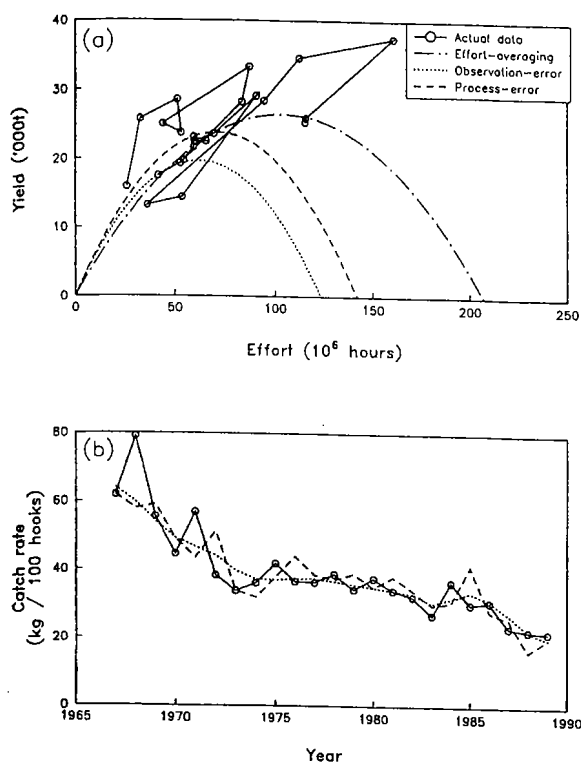 (a)
Actual data
Effort-averaging
Observation-error
Process-error
Yield ('000t)
40
30
20
10
0
0 50 100 150 200 250
Effort (10⁶ hours)
(b)
Catch rate
(kg / 100 hooks)
80
60
40
20
0
1965 1970 1975 1980 1985 1990
Year